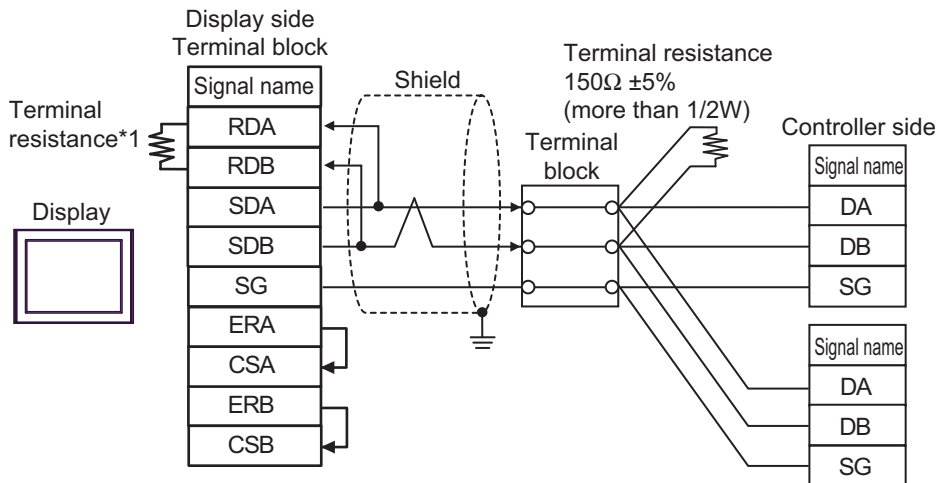 Display side
Terminal block
Signal name
RDA
RDB
SDA
SDB
SG
ERA
CSA
ERB
CSB
Terminal
resistance*1
Display
Shield
Terminal
block
Terminal resistance
150Ω ±5%
(more than 1/2W)
Controller side
Signal name
DA
DB
SG
Signal name
DA
DB
SG